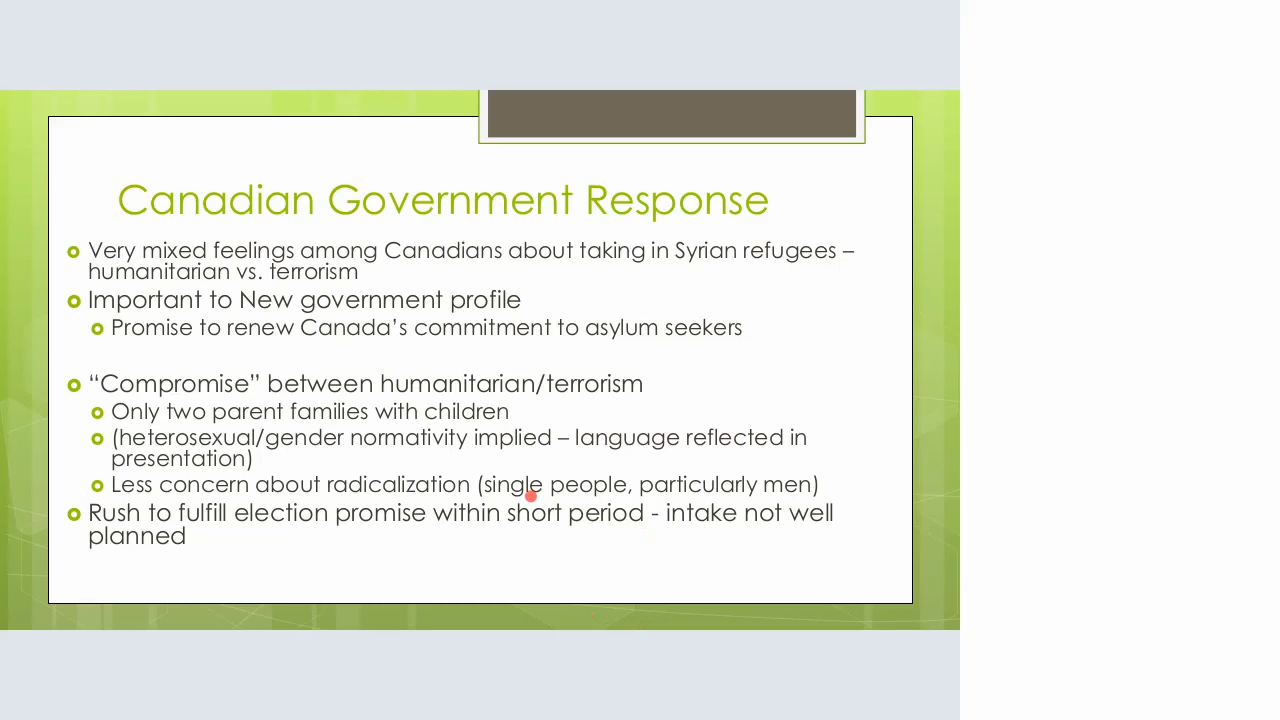 Canadian Government Response
Very mixed feelings among Canadians about taking in Syrian refugees –
humanitarian vs. terrorism
Important to New government profile
Promise to renew Canada’s commitment to asylum seekers
“Compromise” between humanitarian/terrorism
Only two parent families with children
(heterosexual/gender normativity implied – language reflected in
presentation)
Less concern about radicalization (single people, particularly men)
Rush to fulfill election promise within short period - intake not well
planned